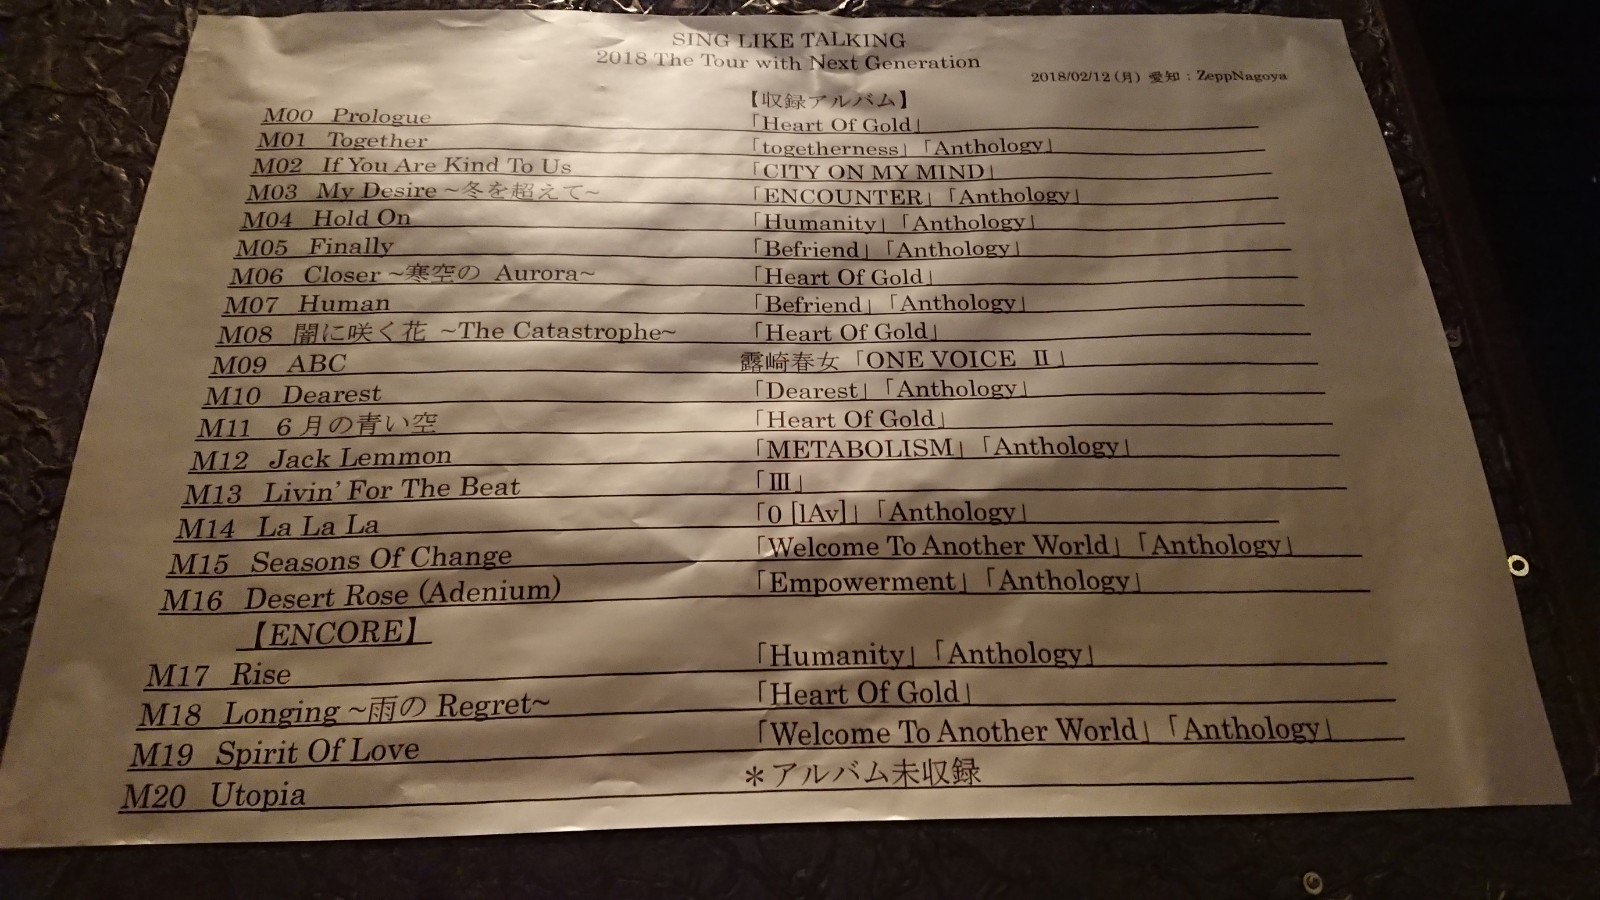 SING LIKE TALKING
2018 The Tour with Next Generation
2018/02/12 (月) 愛知：ZeppNagoya
【収録アルバム】
M00 Prologue 「Heart Of Gold」
M01 Together 「togetherness」「Anthology」
M02 If You Are Kind To Us 「CITY ON MY MIND」
M03 My Desire ~冬を超えて~ 「ENCOUNTER」「Anthology」
M04 Hold On 「Humanity」「Anthology」
M05 Finally 「Befriend」「Anthology」
M06 Closer ~寒空の Aurora~ 「Heart Of Gold」
M07 Human 「Befriend」「Anthology」
M08 闇に咲く花 ~The Catastrophe~ 「Heart Of Gold」
M09 ABC 露崎春女「ONE VOICE Ⅱ」
M10 Dearest 「Dearest」「Anthology」
M11 6月の青い空 「Heart Of Gold」
M12 Jack Lemmon 「METABOLISM」「Anthology」
M13 Livin' For The Beat 「Ⅲ」
M14 La La La 「0 [lAv]」「Anthology」
M15 Seasons Of Change 「Welcome To Another World」「Anthology」
M16 Desert Rose (Adenium) 「Empowerment」「Anthology」
【ENCORE】
M17 Rise 「Humanity」「Anthology」
M18 Longing ~雨の Regret~ 「Heart Of Gold」
M19 Spirit Of Love 「Welcome To Another World」「Anthology」
M20 Utopia ＊アルバム未収録